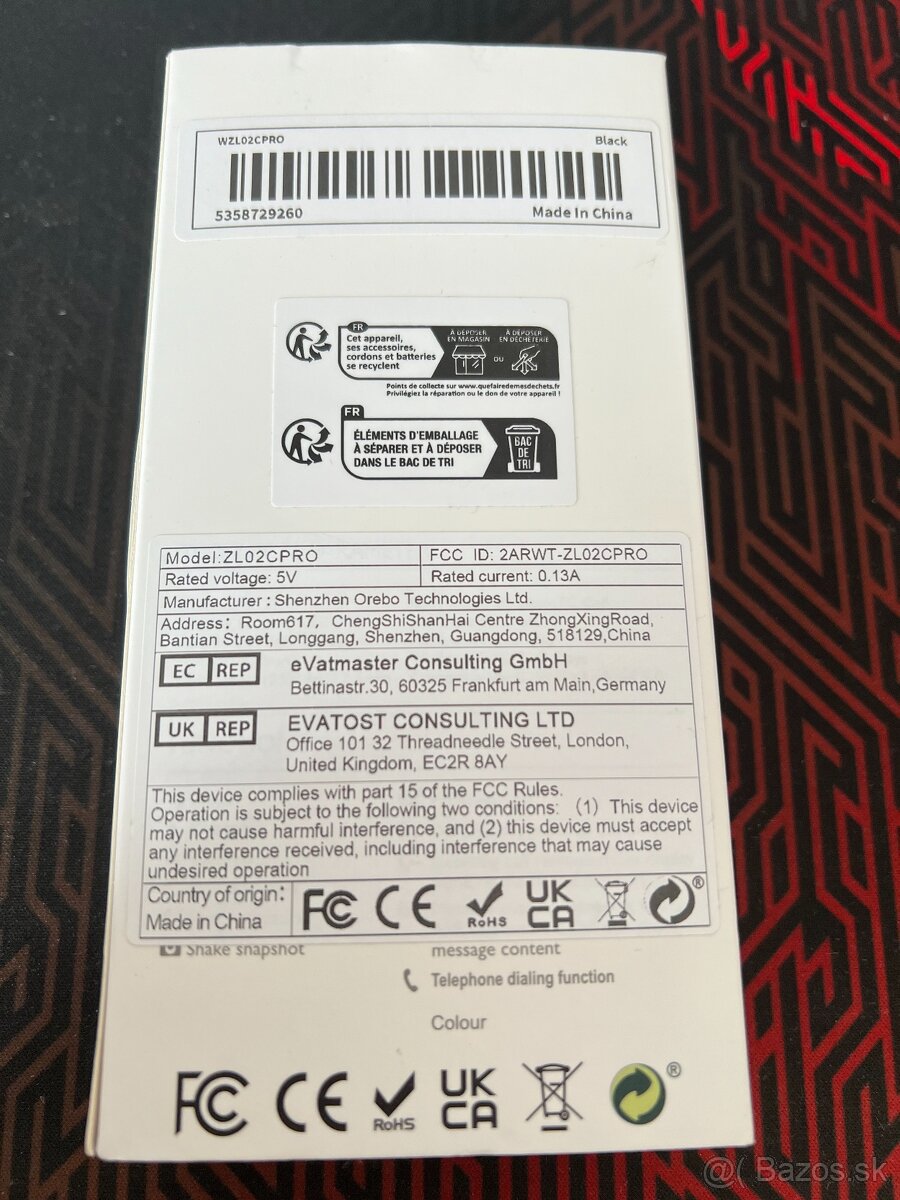 WZL02CPRO Black
5358729260 Made In China
FR
Cet appareil,
ses accessoires,
cordons et batteries
se recyclent
À DÉPOSER
EN MAGASIN
OU
À DÉPOSER
EN DÉCHÈTERIE
Points de collecte sur www.quefairedemesdechets.fr
Privilégiez la réparation ou le don de votre appareil !
FR
ÉLÉMENTS D'EMBALLAGE
À SÉPARER ET À DÉPOSER
DANS LE BAC DE TRI
BAC
DE
TRI
Model:ZL02CPRO FCC ID: 2ARWT-ZL02CPRO
Rated voltage: 5V Rated current: 0.13A
Manufacturer : Shenzhen Orebo Technologies Ltd.
Address: Room617, ChengShiShanHai Centre ZhongXingRoad,
Bantian Street, Longgang, Shenzhen, Guangdong, 518129,China
EC REP eVatmaster Consulting GmbH
Bettinastr.30, 60325 Frankfurt am Main,Germany
UK REP EVATOST CONSULTING LTD
Office 101 32 Threadneedle Street, London,
United Kingdom, EC2R 8AY
This device complies with part 15 of the FCC Rules.
Operation is subject to the following two conditions: (1) This device
may not cause harmful interference, and (2) this device must accept
any interference received, including interference that may cause
undesired operation
Country of origin:
Made in China
FC CE RoHS UK CA ®
Shake snapshot message content
Telephone dialing function
Colour
FC CE RoHS UK CA ®
@( Bazos.sk